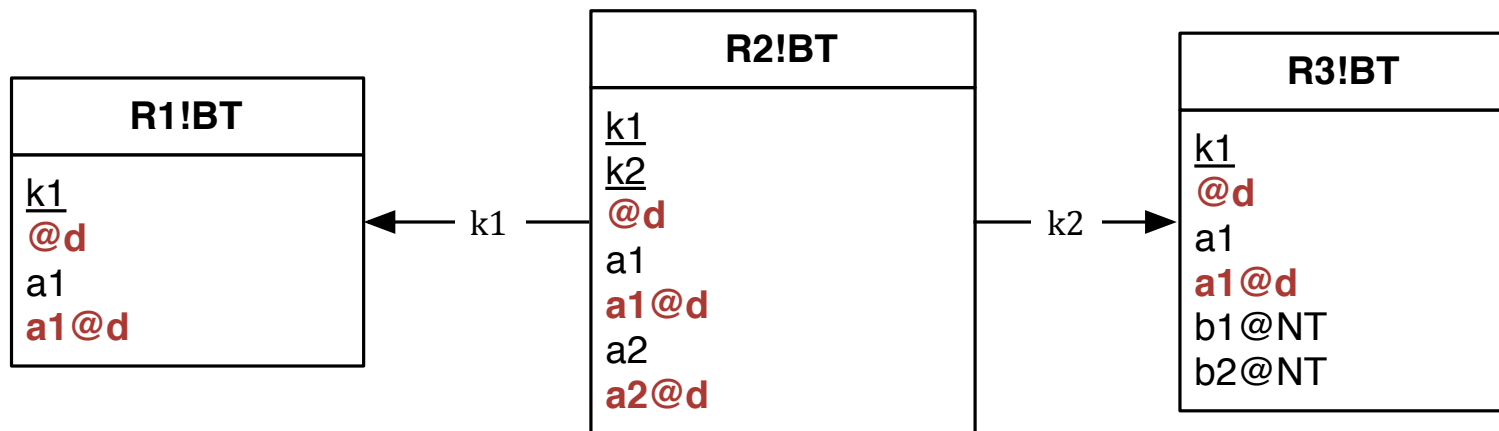 R1!BT
k1
@d
a1
a1@d
k1
R2!BT
k1
k2
@d
a1
a1@d
a2
a2@d
k2
R3!BT
k1
@d
a1
a1@d
b1@NT
b2@NT